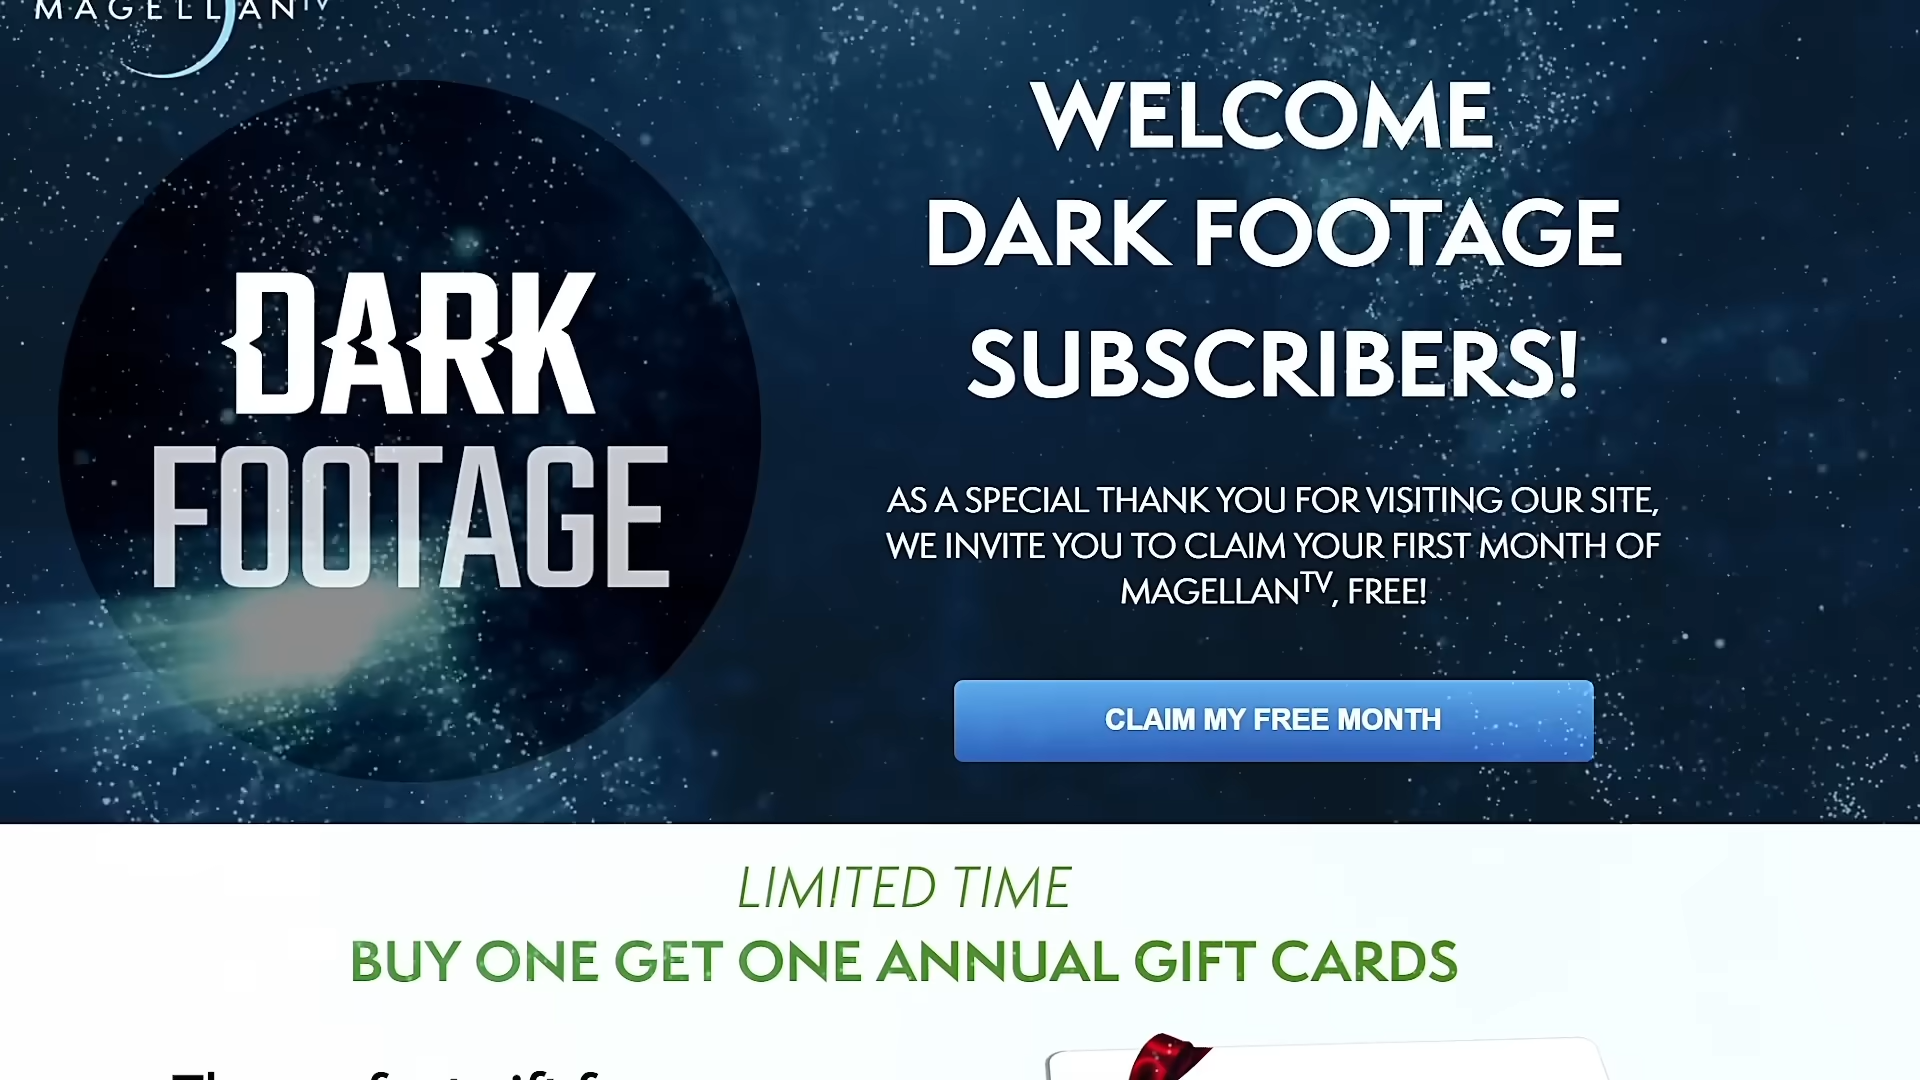 MAGELLANTV
DARK
FOOTAGE
WELCOME
DARK FOOTAGE
SUBSCRIBERS!
AS A SPECIAL THANK YOU FOR VISITING OUR SITE,
WE INVITE YOU TO CLAIM YOUR FIRST MONTH OF
MAGELLANTV, FREE!
CLAIM MY FREE MONTH
LIMITED TIME
BUY ONE GET ONE ANNUAL GIFT CARDS